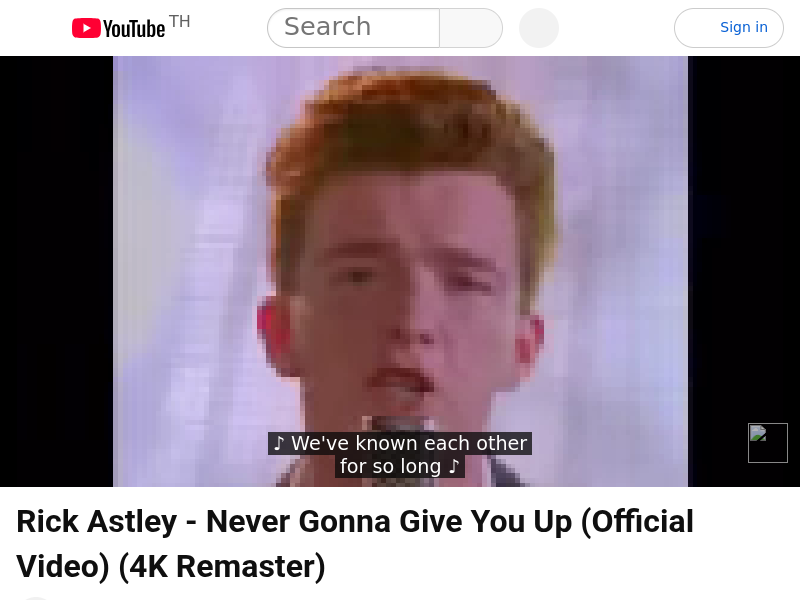 YouTube TH
Search
Sign in
♪ We've known each other
for so long ♪
Rick Astley - Never Gonna Give You Up (Official
Video) (4K Remaster)